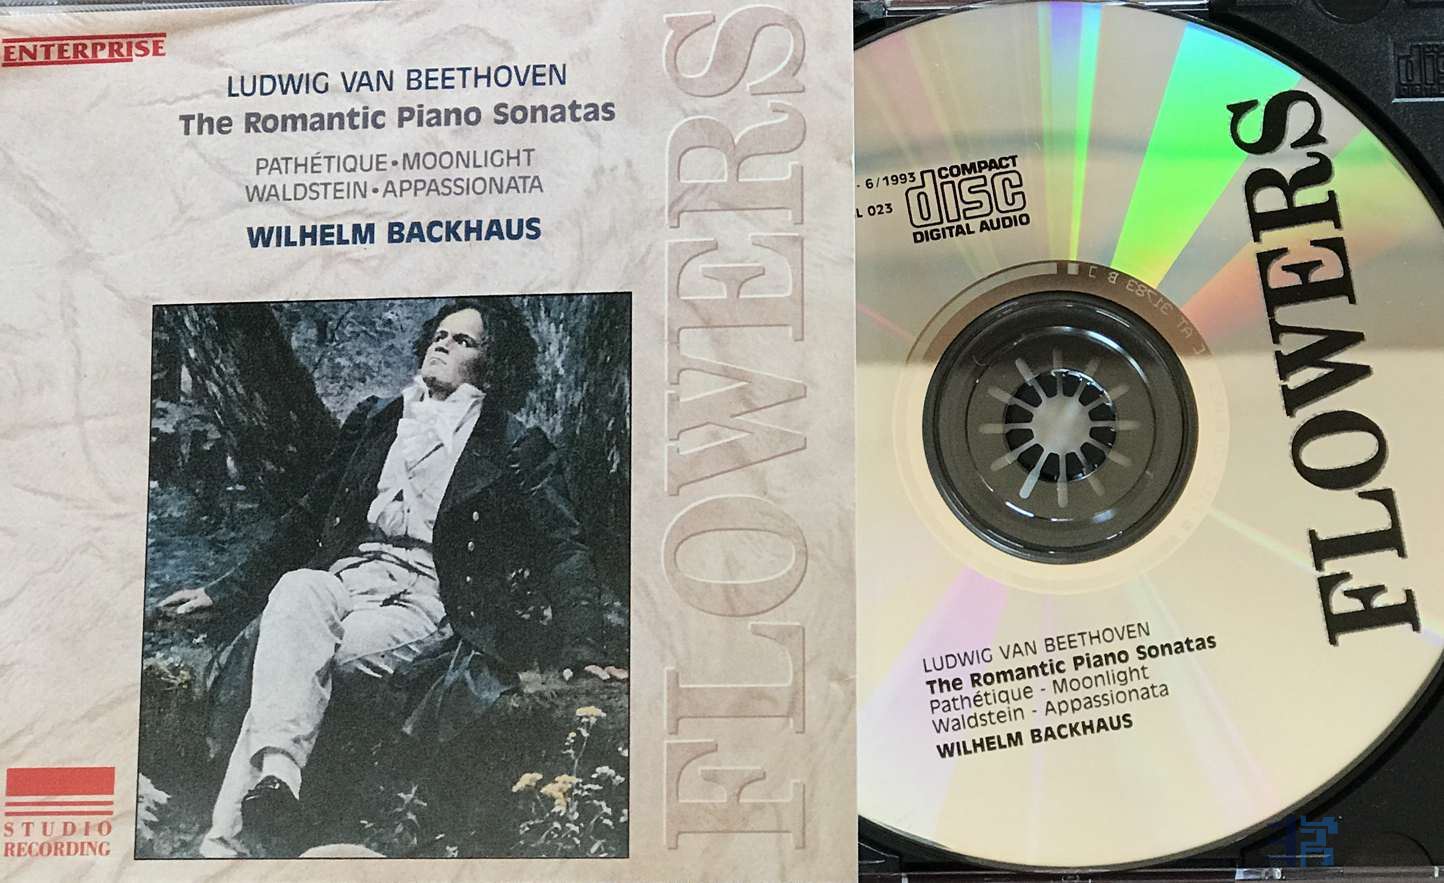 ENTERPRISE
LUDWIG VAN BEETHOVEN
The Romantic Piano Sonatas
PATHÉTIQUE • MOONLIGHT
WALDSTEIN • APPASSIONATA
WILHELM BACKHAUS
FLOWERS
STUDIO
RECORDING
- 6/1993
L 023
COMPACT
disc
DIGITAL AUDIO
FLOWERS
LUDWIG VAN BEETHOVEN
The Romantic Piano Sonatas
Pathétique - Moonlight
Waldstein - Appassionata
WILHELM BACKHAUS